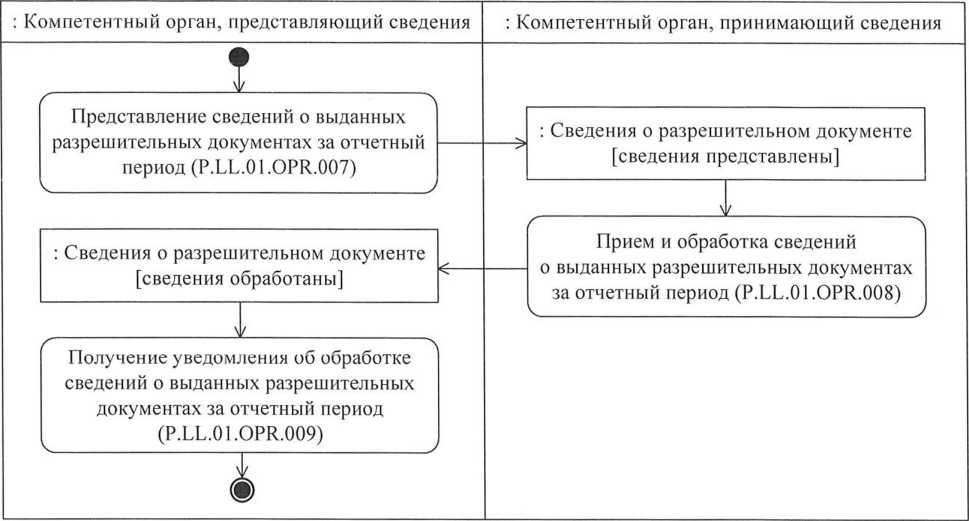 : Компетентный орган, представляющий сведения
: Компетентный орган, принимающий сведения
Представление сведений о выданных
разрешительных документах за отчетный
период (P.LL.01.OPR.007)
: Сведения о разрешительном документе
[сведения представлены]
Прием и обработка сведений
о выданных разрешительных документах
за отчетный период (P.LL.01.OPR.008)
: Сведения о разрешительном документе
[сведения обработаны]
Получение уведомления об обработке
сведений о выданных разрешительных
документах за отчетный период
(P.LL.01.OPR.009)